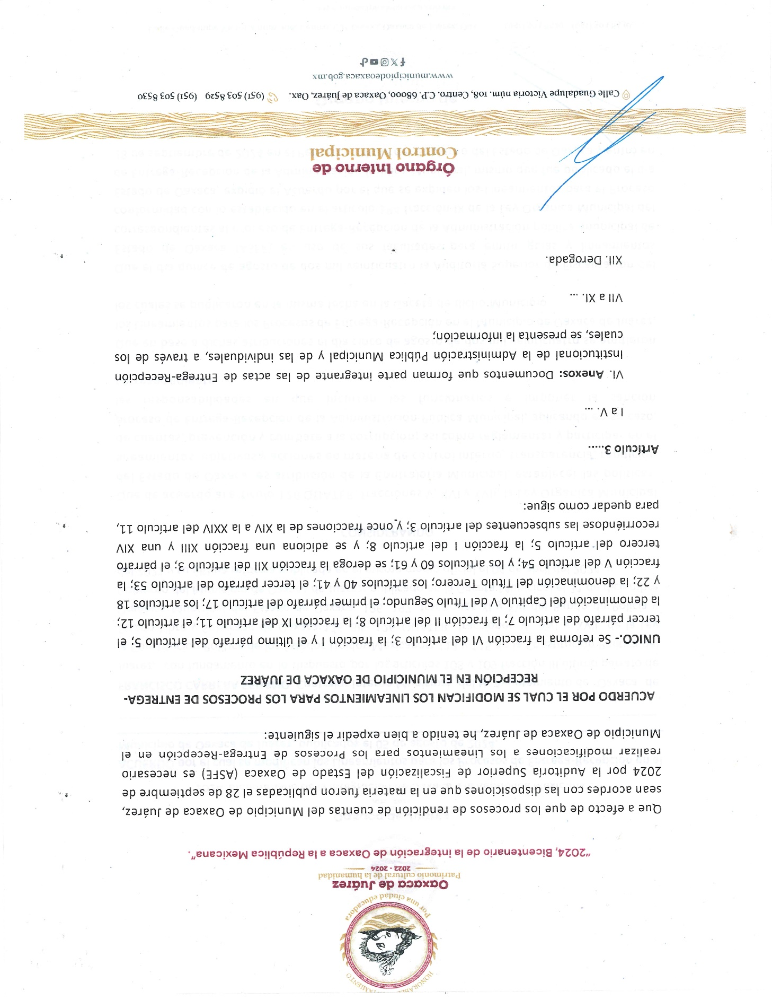 HONORABLE AYUNTAMIENTO
Por una ciudad educadora
Oaxaca de Juárez
Patrimonio cultural de la humanidad
2022 - 2024
"2024, Bicentenario de la integración de Oaxaca a la República Mexicana".
Que a efecto de que los procesos de rendición de cuentas del Municipio de Oaxaca de Juárez,
sean acordes con las disposiciones que en la materia fueron publicadas el 28 de septiembre de
2024 por la Auditoría Superior de Fiscalización del Estado de Oaxaca (ASFE) es necesario
realizar modificaciones a los Lineamientos para los Procesos de Entrega-Recepción en el
Municipio de Oaxaca de Juárez, he tenido a bien expedir el siguiente:
ACUERDO POR EL CUAL SE MODIFICAN LOS LINEAMIENTOS PARA LOS PROCESOS DE ENTREGA-
RECEPCIÓN EN EL MUNICIPIO DE OAXACA DE JUAREZ
UNICO.- Se reforma la fracción VI del artículo 3; la fracción I y el último párrafo del artículo 5; el
tercer párrafo del artículo 7; la fracción II del artículo 8; la fracción IX del artículo 11; el artículo 12;
la denominación del Capitulo V del Título Segundo; el primer párrafo del artículo 17; los artículos 18
y 22; la denominación del Título Tercero; los artículos 40 y 41; el tercer párrafo del artículo 53; la
fracción V del artículo 54; y los artículos 60 y 61; se deroga la fracción XII del artículo 3; el párrafo
tercero del artículo 5; la fracción I del artículo 8; y se adiciona una fracción XIII y una XIV
recorriéndose las subsecuentes del artículo 3; y once fracciones de la XIV a la XXIV del artículo 11,
para quedar como sigue:
Artículo 3.....
I a V. ...
VI. Anexos: Documentos que forman parte integrante de las actas de Entrega-Recepción
Institucional de la Administración Pública Municipal y de las individuales, a través de los
cuales, se presenta la información;
VII a XI. ...
XII. Derogada.
Órgano Interno de
Control Municipal
Calle Guadalupe Victoria núm. 108, Centro. C.P. 68000, Oaxaca de Juárez, Oax. (951) 503 8529 (951) 503 8530
www.municipiodeoaxaca.gob.mx